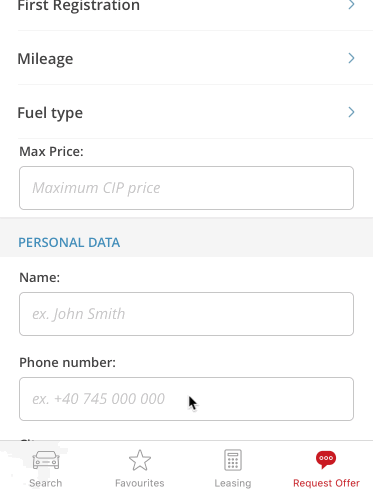 First Registration
Mileage
Fuel type
Max Price:
Maximum CIP price
PERSONAL DATA
Name:
ex. John Smith
Phone number:
ex. +40 745 000 000
Search
Favourites
Leasing
Request Offer